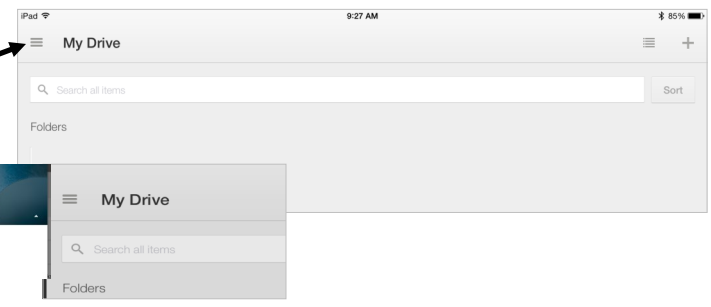 iPad 9:27 AM 85%
My Drive
Search all items Sort
Folders
My Drive
Search all items
Folders